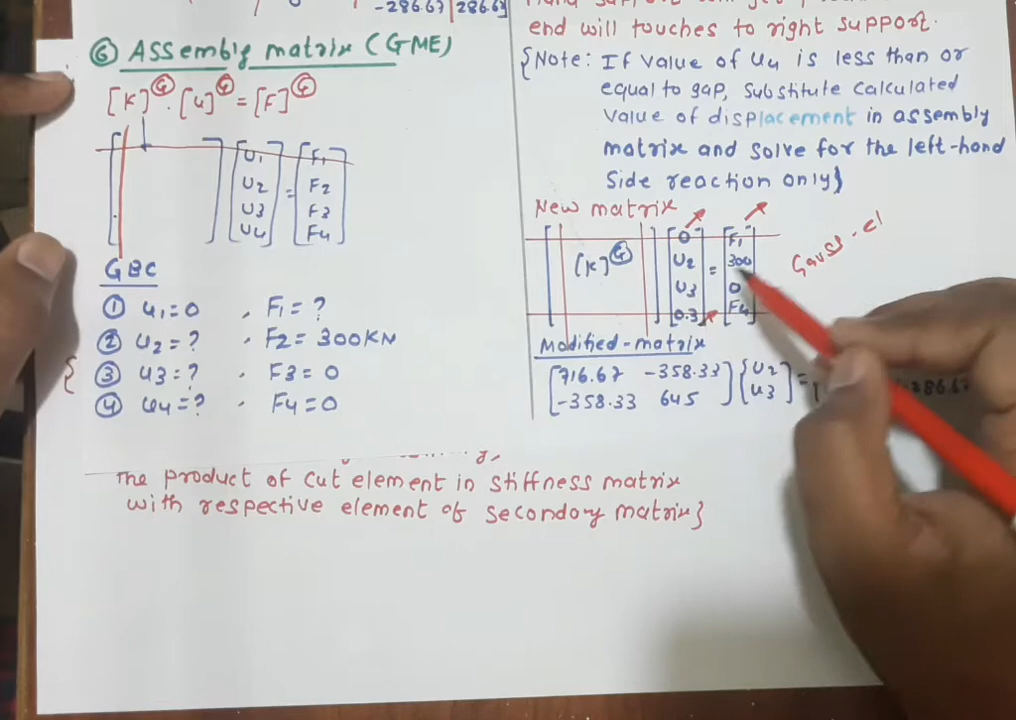 -286.67 286.67
⑥ Assembly matrix (GME)
[K]Ⓖ . [u]Ⓖ = [F]Ⓖ
U1 F1
U2 = F2
U3 F3
U4 F4
GBC
① u1=0 , F1=?
② u2=? , F2=300KN
③ u3=? , F3=0
④ u4=? , F4=0
The product of cut element in stiffness matrix
with respective element of secondory matrix}
end will touches to right support.
{Note: If value of U4 is less than or
equal to gap, substitute calculated
value of displacement in assembly
matrix and solve for the left-hand
side reaction only}
New matrix
[K]Ⓖ
0 F1
U2 = 300
U3 0
0.3 F4
Gauss. el
Modified-matrix
716.67 -358.33 U2 =
-358.33 645 U3